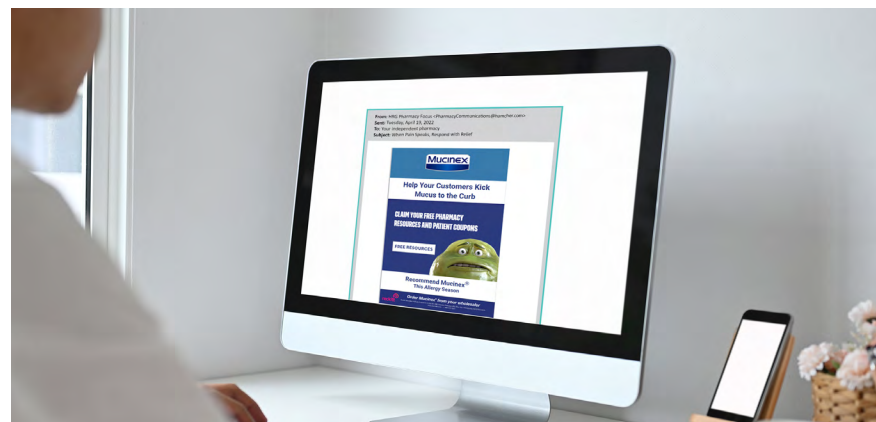 From: HRG Pharmacy Focus <PharmacyCommunications@hamacher.com>
Sent: Tuesday, April 19, 2022
To: Your independent pharmacy
Subject: When Pain Speaks, Respond with Relief
Mucinex
Help Your Customers Kick
Mucus to the Curb
CLAIM YOUR FREE PHARMACY
RESOURCES AND PATIENT COUPONS
FREE RESOURCES
Recommend Mucinex®
This Allergy Season
Order Mucinex® from your wholesaler